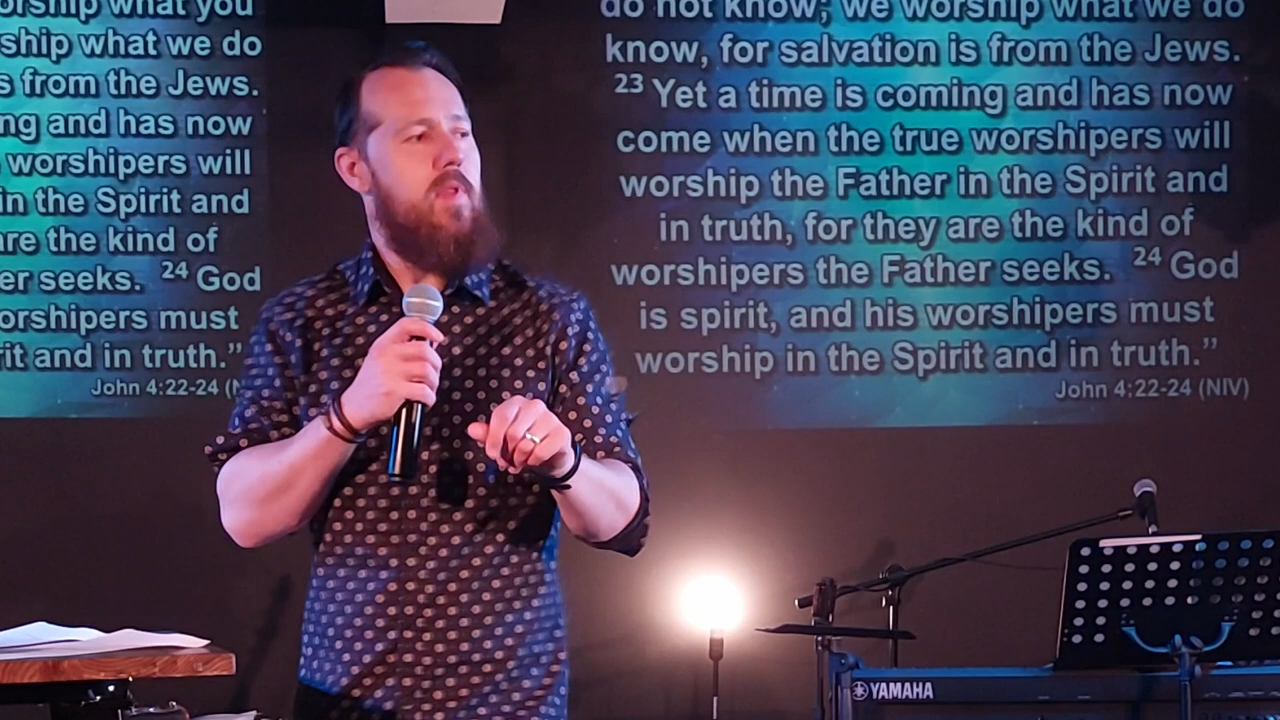 orship what you
ship what we do
s from the Jews.
ng and has now
worshipers will
in the Spirit and
are the kind of
er seeks. 24 God
orshipers must
rit and in truth.”
John 4:22-24 (N
do not know; we worship what we do
know, for salvation is from the Jews.
23 Yet a time is coming and has now
come when the true worshipers will
worship the Father in the Spirit and
in truth, for they are the kind of
worshipers the Father seeks. 24 God
is spirit, and his worshipers must
worship in the Spirit and in truth.”
John 4:22-24 (NIV)
YAMAHA